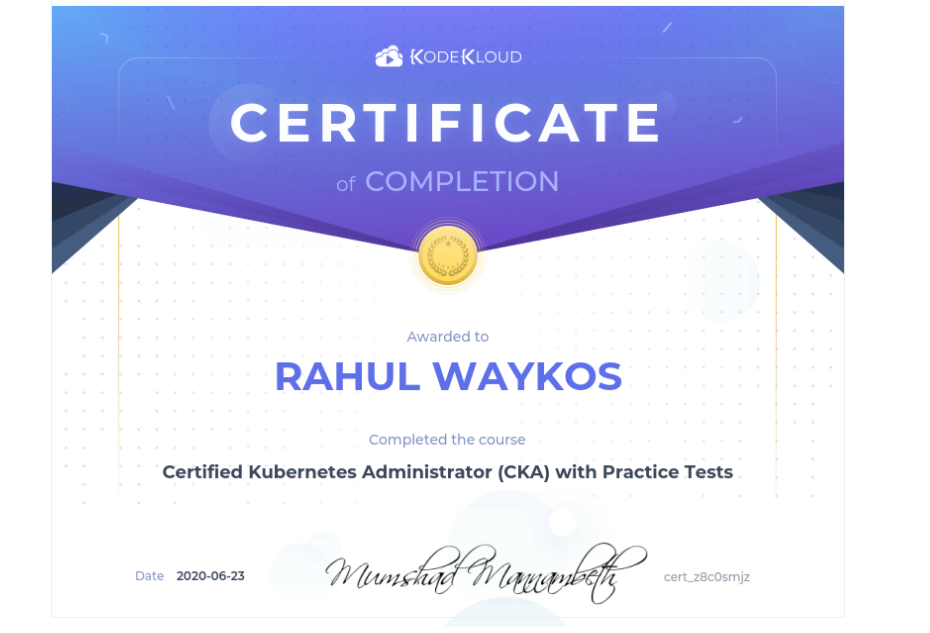 KODEKLOUD
CERTIFICATE
of COMPLETION
Awarded to
RAHUL WAYKOS
Completed the course
Certified Kubernetes Administrator (CKA) with Practice Tests
Date 2020-06-23 Mumshad Mannambeth cert_z8c0smjz